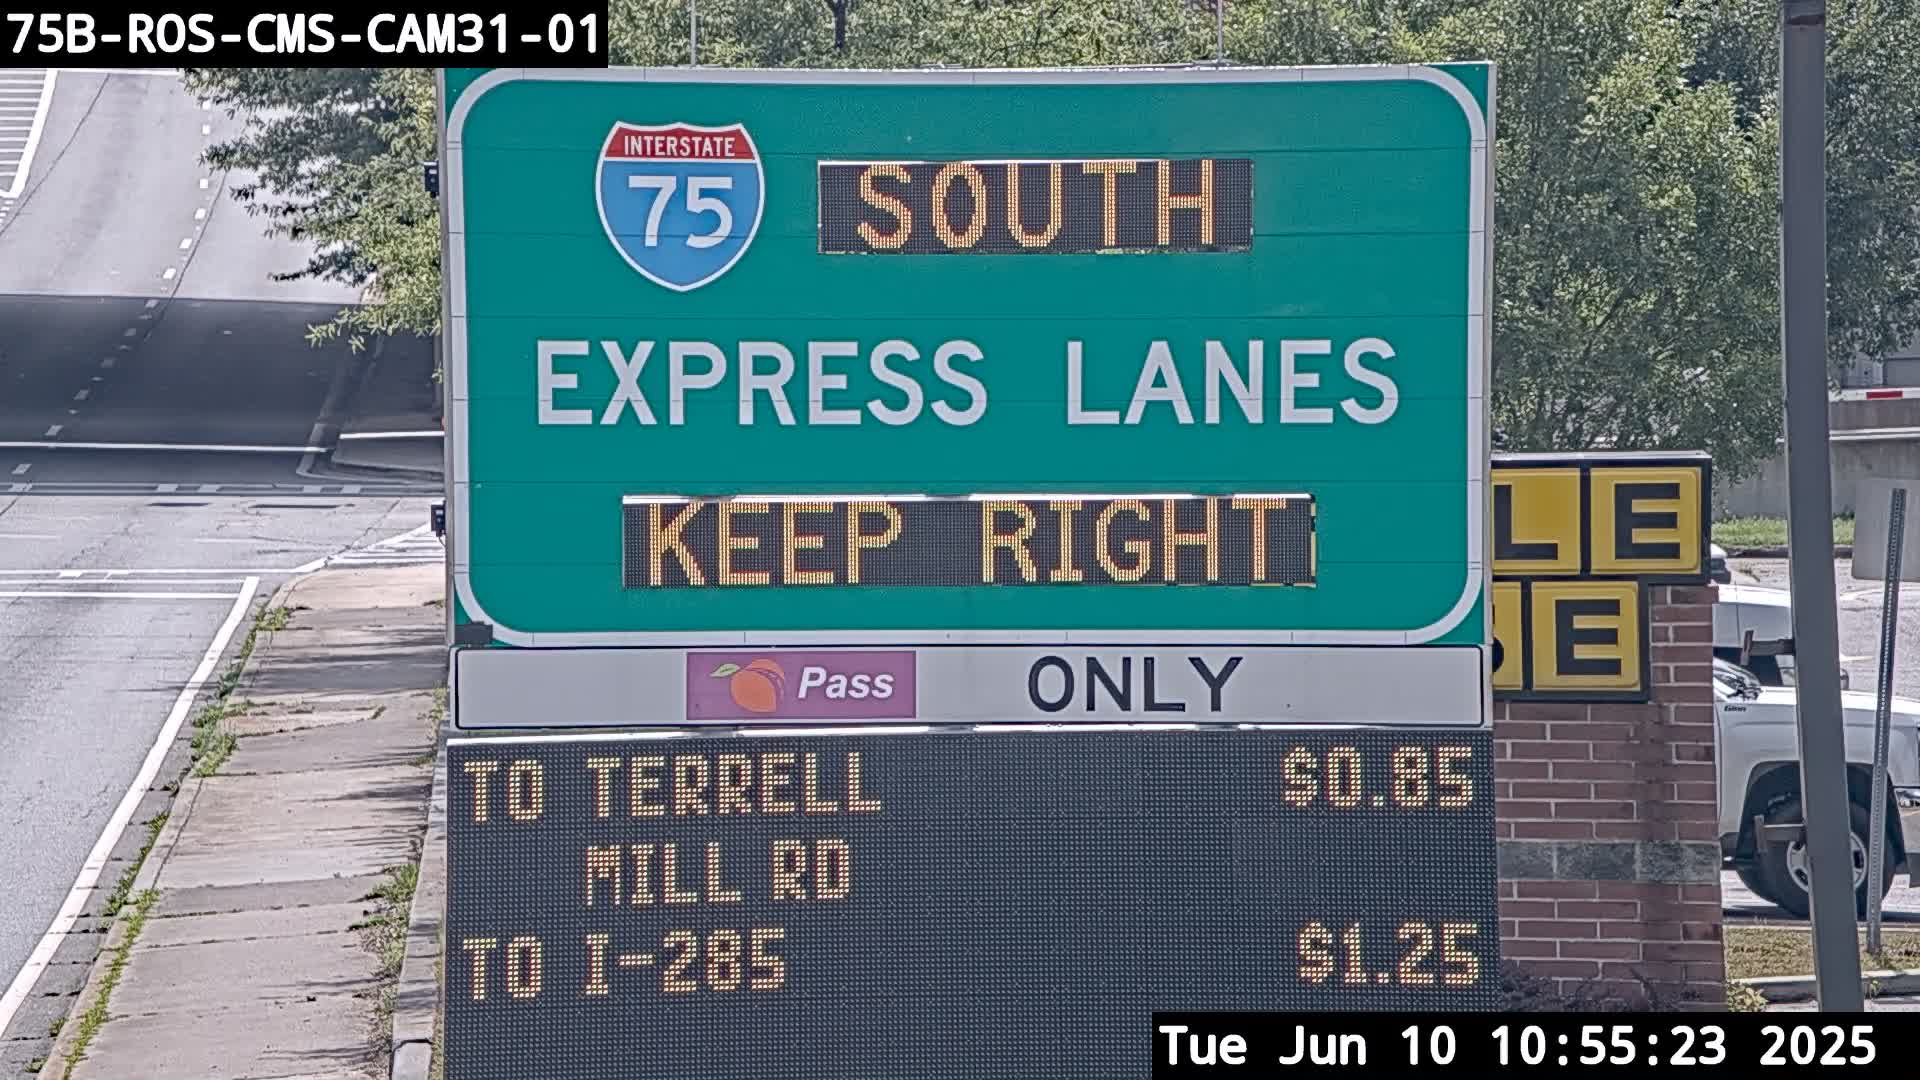 75B-ROS-CMS-CAM31-01
INTERSTATE
75
SOUTH
EXPRESS LANES
KEEP RIGHT
Pass ONLY
TO TERRELL $0.85
MILL RD
TO I-285 $1.25
LE
E
Tue Jun 10 10:55:23 2025